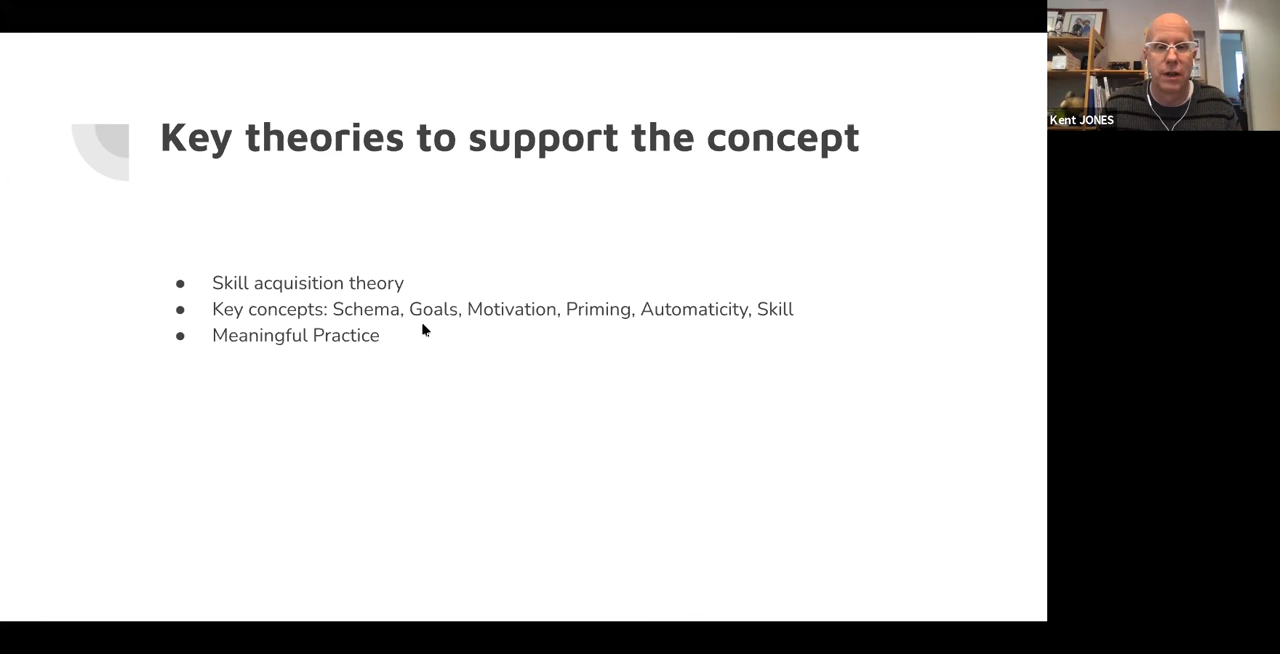 Key theories to support the concept
● Skill acquisition theory
● Key concepts: Schema, Goals, Motivation, Priming, Automaticity, Skill
● Meaningful Practice
Kent JONES